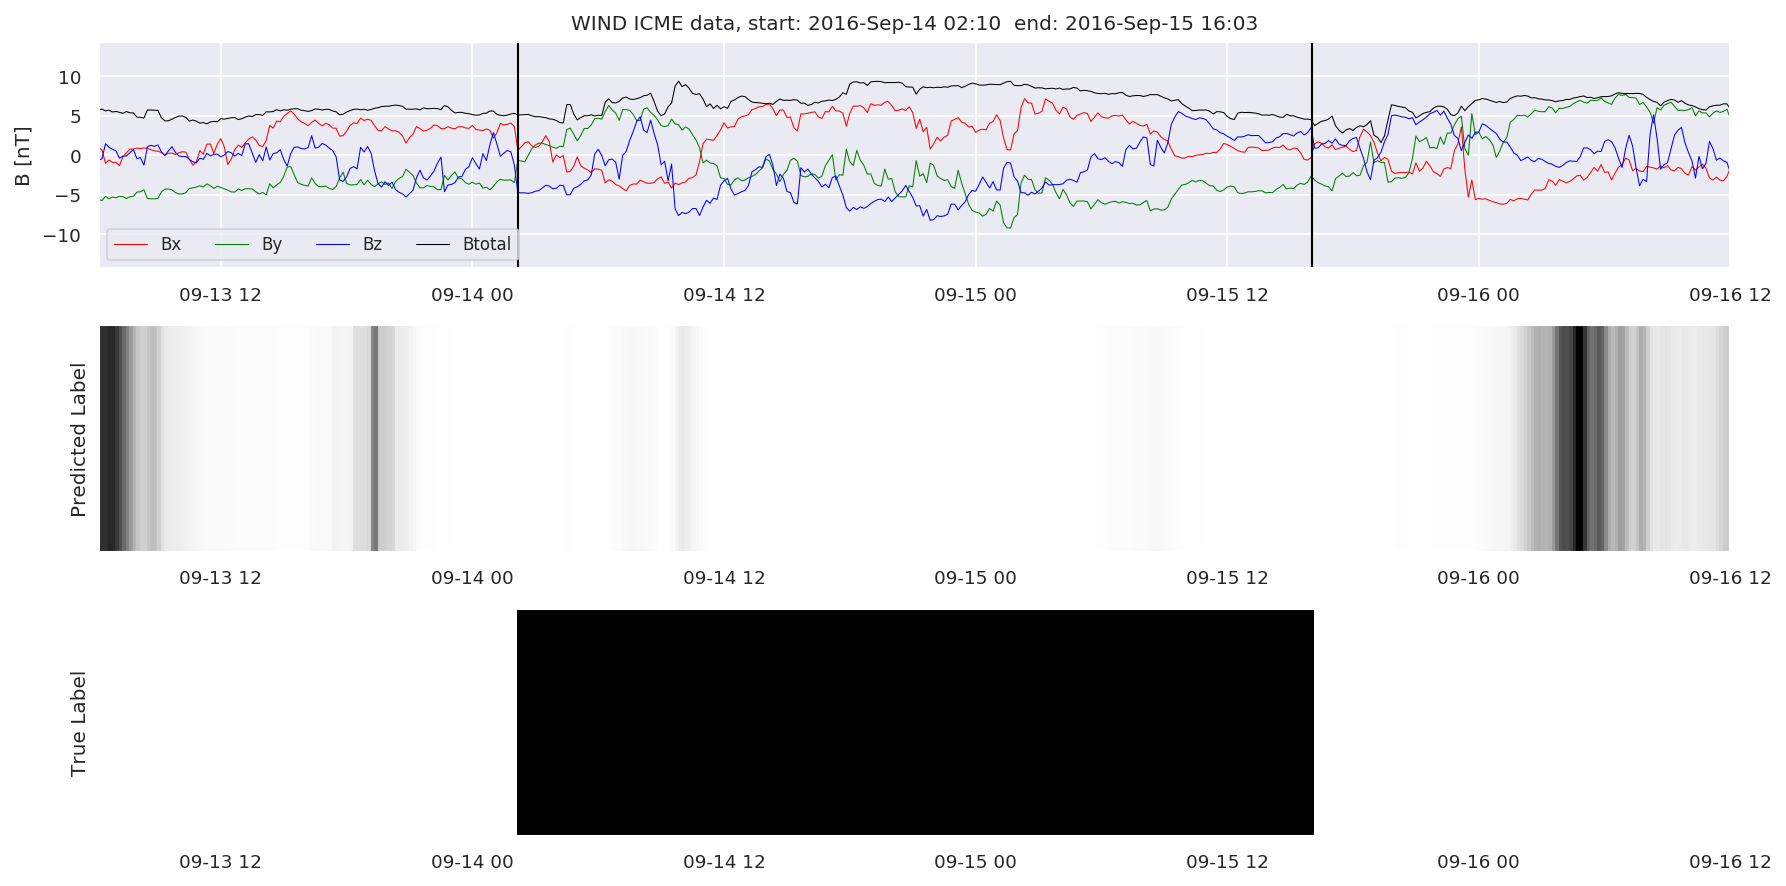 WIND ICME data, start: 2016-Sep-14 02:10  end: 2016-Sep-15 16:03
B [nT]
10
5
0
−5
−10
Bx By Bz Btotal
09-13 12 09-14 00 09-14 12 09-15 00 09-15 12 09-16 00 09-16 12
Predicted Label
09-13 12 09-14 00 09-14 12 09-15 00 09-15 12 09-16 00 09-16 12
True Label
09-13 12 09-14 00 09-14 12 09-15 00 09-15 12 09-16 00 09-16 12